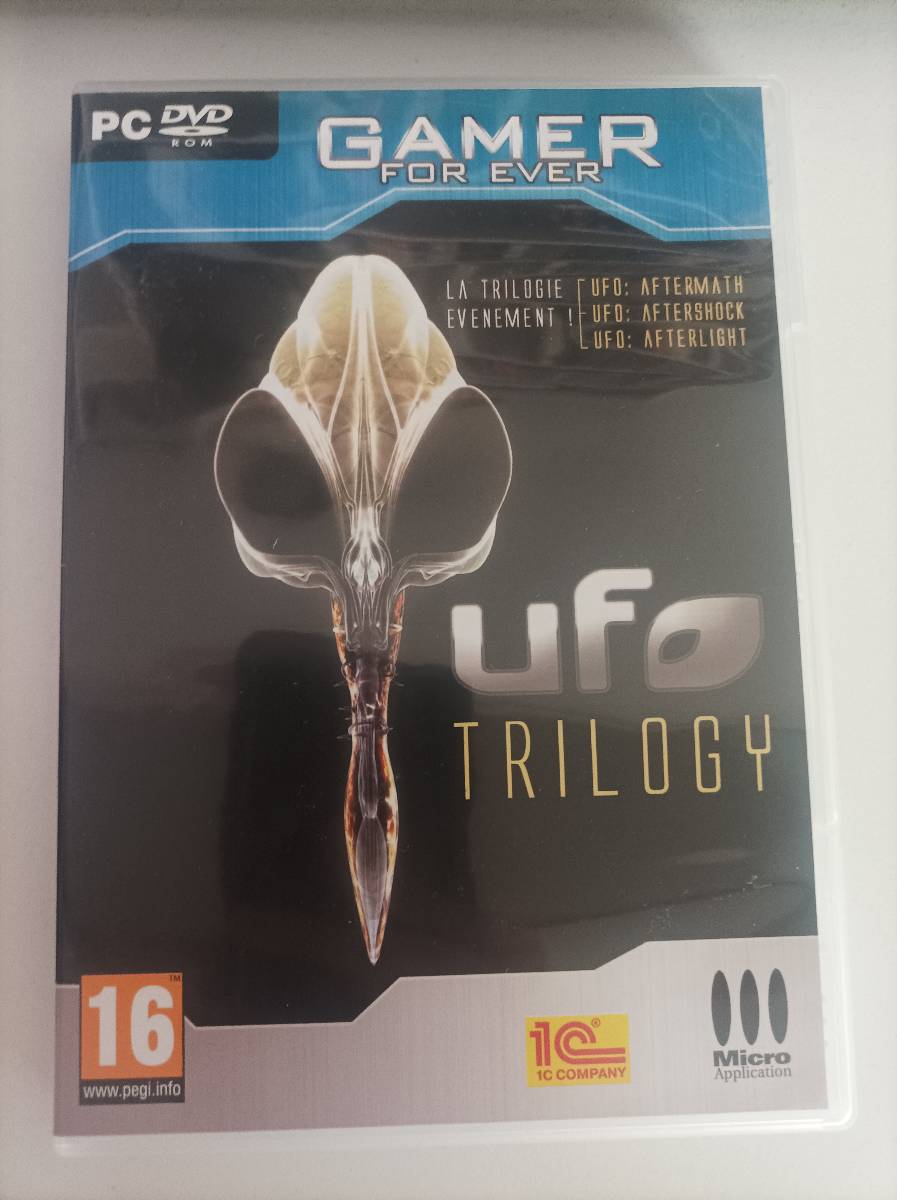 PC DVD
ROM
GAMER
FOR EVER
LA TRILOGIE
EVENEMENT !
UFO: AFTERMATH
UFO: AFTERSHOCK
UFO: AFTERLIGHT
ufo
TRILOGY
16
TM
www.pegi.info
1C®
1C COMPANY
Micro
Application